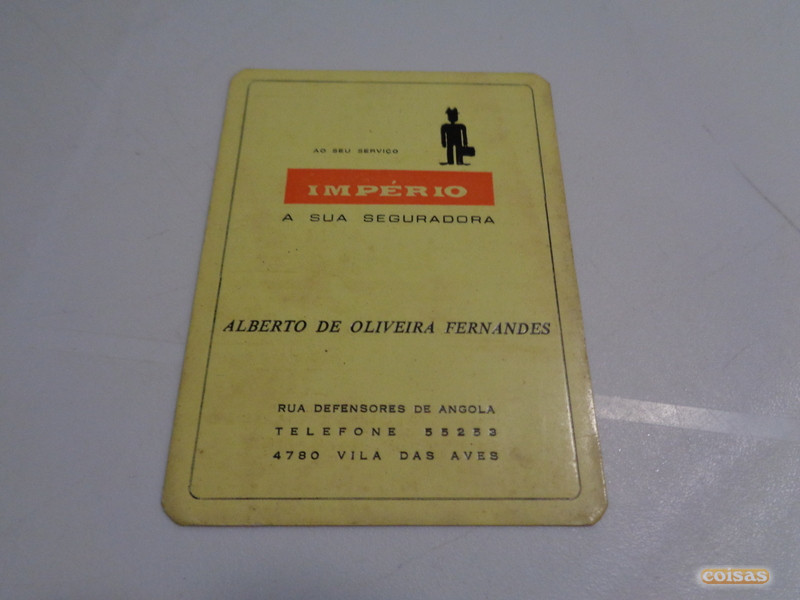 AO SEU SERVIÇO
IMPÉRIO
A SUA SEGURADORA
ALBERTO DE OLIVEIRA FERNANDES
RUA DEFENSORES DE ANGOLA
TELEFONE 55253
4780 VILA DAS AVES
coisas